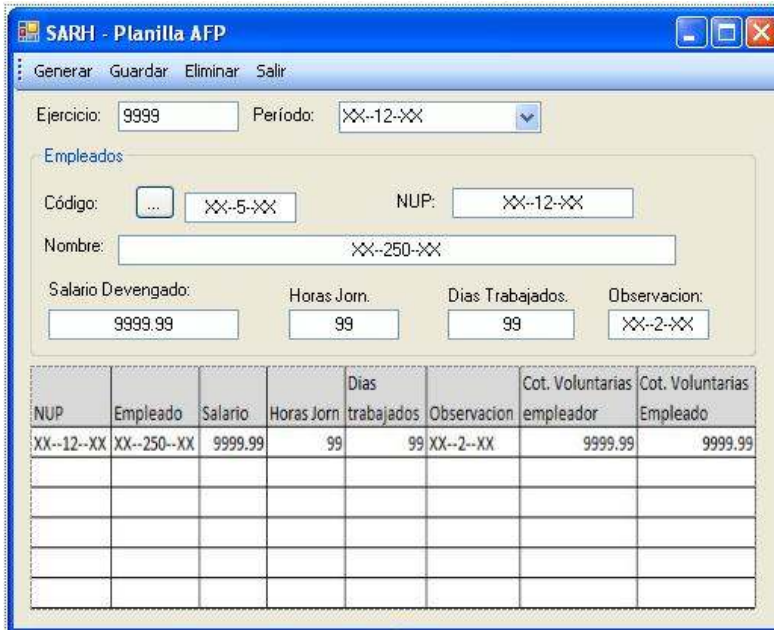 SARH - Planilla AFP
Generar Guardar Eliminar Salir
Ejercicio: 9999 Período: XX--12--XX
Empleados
Código: ... XX--5--XX NUP: XX--12--XX
Nombre: XX--250--XX
Salario Devengado: Horas Jorn. Dias Trabajados. Observacion:
9999.99 99 99 XX--2--XX
NUP Empleado Salario Horas Jorn Dias trabajados Observacion Cot. Voluntarias empleador Cot. Voluntarias Empleado
XX--12--XX XX--250--XX 9999.99 99 99 XX--2--XX 9999.99 9999.99